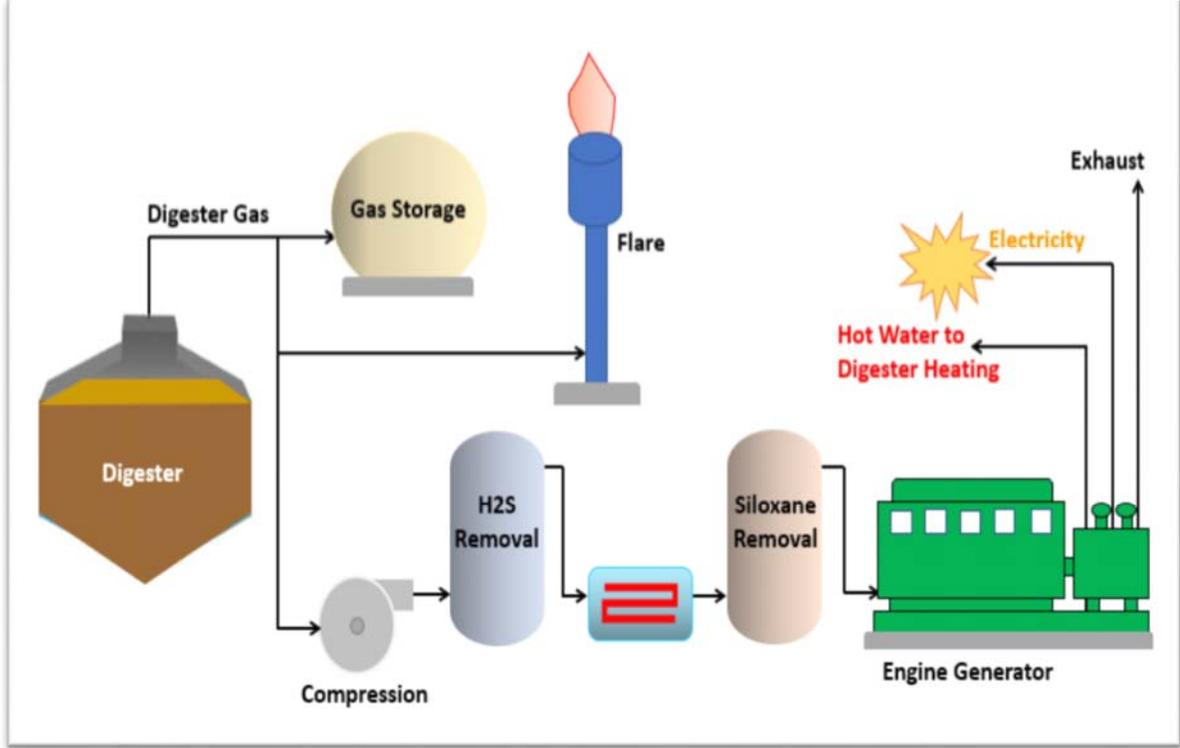 Exhaust
Digester Gas
Gas Storage
Flare
Electricity
Hot Water to
Digester Heating
Digester
H2S
Removal
Siloxane
Removal
Engine Generator
Compression